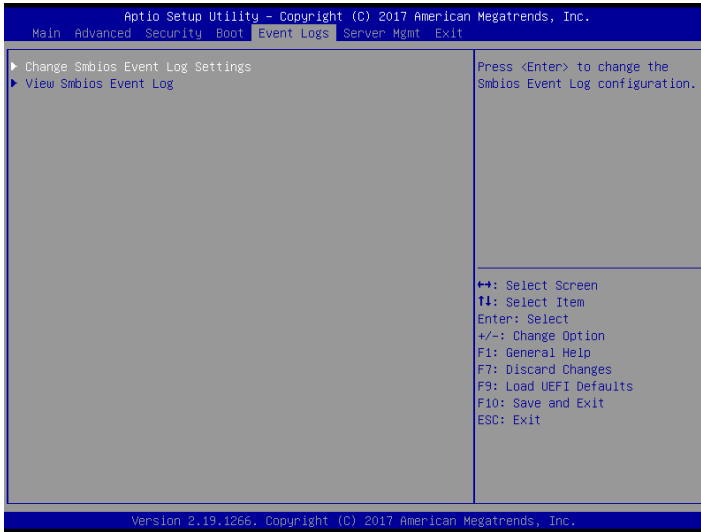 Aptio Setup Utility – Copyright (C) 2017 American Megatrends, Inc.
Main Advanced Security Boot Event Logs Server Mgmt Exit
▶ Change Smbios Event Log Settings
▶ View Smbios Event Log
Press <Enter> to change the
Smbios Event Log configuration.
↔: Select Screen
↑↓: Select Item
Enter: Select
+/-: Change Option
F1: General Help
F7: Discard Changes
F9: Load UEFI Defaults
F10: Save and Exit
ESC: Exit
Version 2.19.1266. Copyright (C) 2017 American Megatrends, Inc.